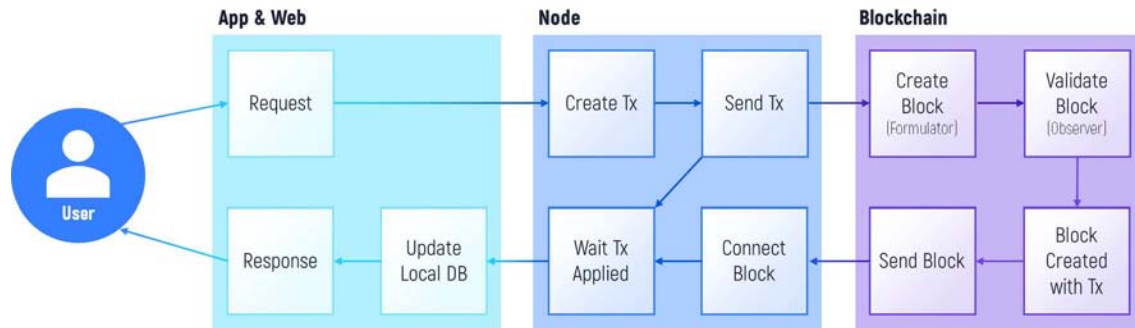 App & Web
Node
Blockchain
Request
Create Tx
Send Tx
Create
Block
(Formulator)
Validate
Block
(Observer)
User
Response
Update
Local DB
Wait Tx
Applied
Connect
Block
Send Block
Block
Created
with Tx